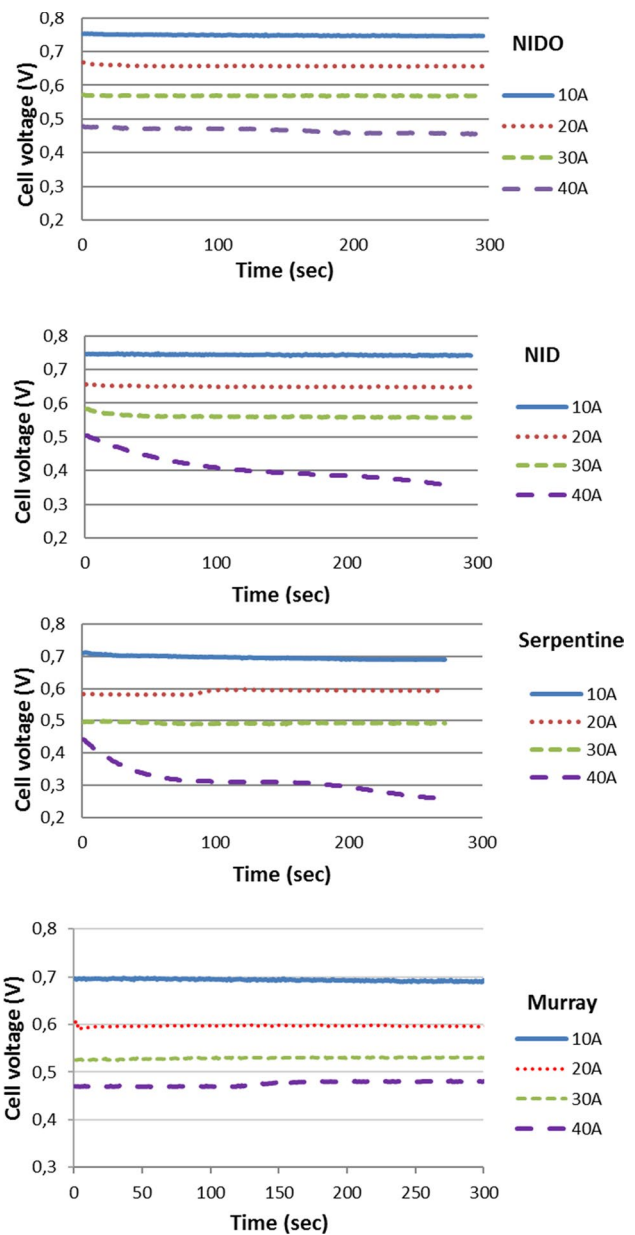 NIDO
Cell voltage (V)
0,8
0,7
0,6
0,5
0,4
0,3
0,2
0 100 200 300
Time (sec)
10A
20A
30A
40A
NID
Cell voltage (V)
0,8
0,7
0,6
0,5
0,4
0,3
0,2
0 100 200 300
Time (sec)
10A
20A
30A
40A
Serpentine
Cell voltage (V)
0,8
0,7
0,6
0,5
0,4
0,3
0,2
0 100 200 300
Time (sec)
10A
20A
30A
40A
Murray
Cell voltage (V)
0,8
0,7
0,6
0,5
0,4
0,3
0 50 100 150 200 250 300
Time (sec)
10A
20A
30A
40A